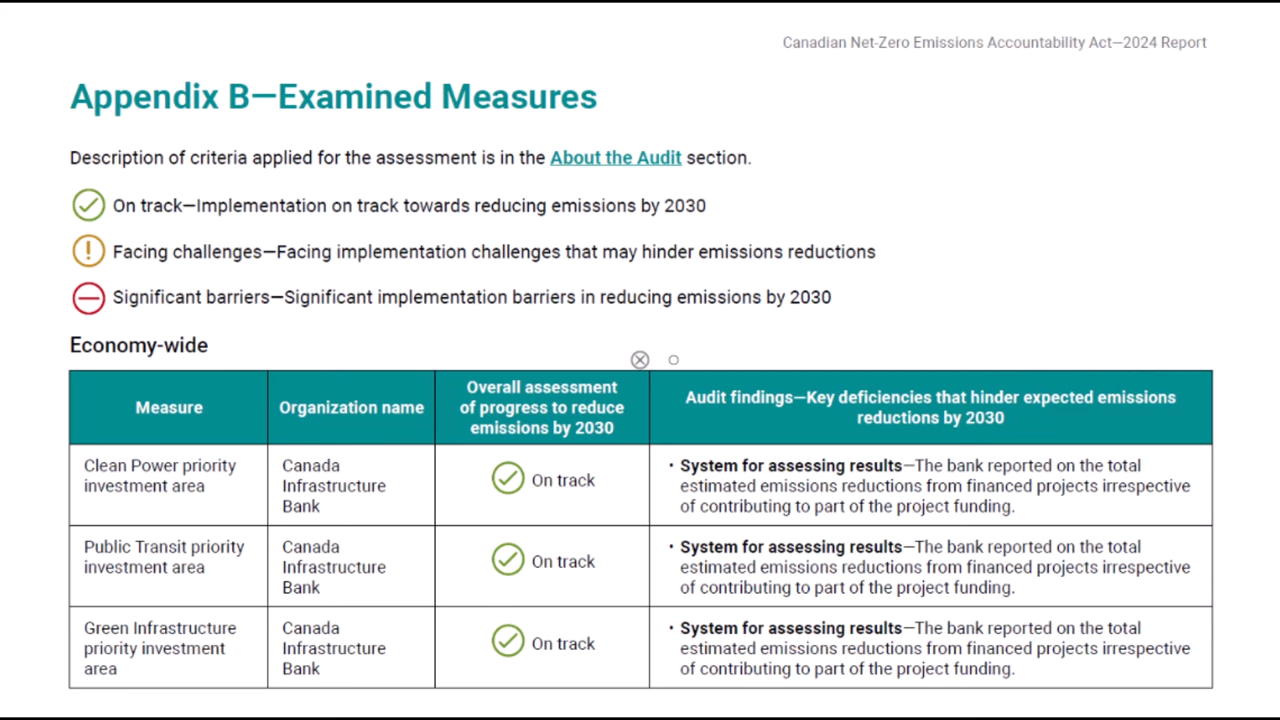 Canadian Net-Zero Emissions Accountability Act—2024 Report
Appendix B—Examined Measures
Description of criteria applied for the assessment is in the About the Audit section.
On track—Implementation on track towards reducing emissions by 2030
Facing challenges—Facing implementation challenges that may hinder emissions reductions
Significant barriers—Significant implementation barriers in reducing emissions by 2030
Economy-wide
Measure
Organization name
Overall assessment
of progress to reduce
emissions by 2030
Audit findings—Key deficiencies that hinder expected emissions
reductions by 2030
Clean Power priority
investment area
Canada
Infrastructure
Bank
On track
• System for assessing results—The bank reported on the total
estimated emissions reductions from financed projects irrespective
of contributing to part of the project funding.
Public Transit priority
investment area
Canada
Infrastructure
Bank
On track
• System for assessing results—The bank reported on the total
estimated emissions reductions from financed projects irrespective
of contributing to part of the project funding.
Green Infrastructure
priority investment
area
Canada
Infrastructure
Bank
On track
• System for assessing results—The bank reported on the total
estimated emissions reductions from financed projects irrespective
of contributing to part of the project funding.